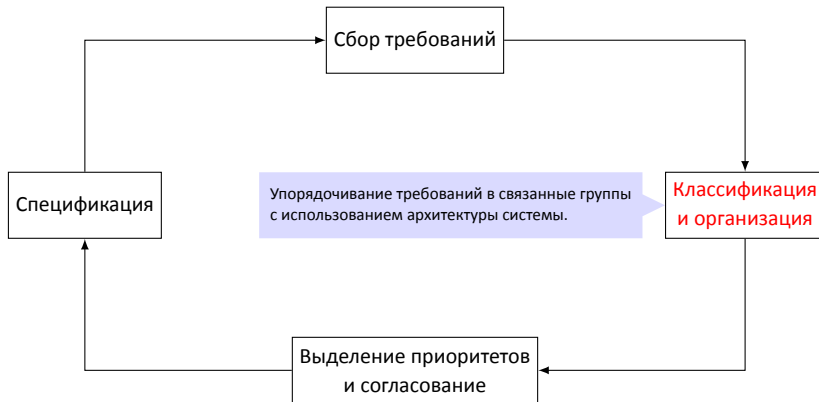 Сбор требований
Спецификация
Упорядочивание требований в связанные группы
с использованием архитектуры системы.
Классификация
и организация
Выделение приоритетов
и согласование